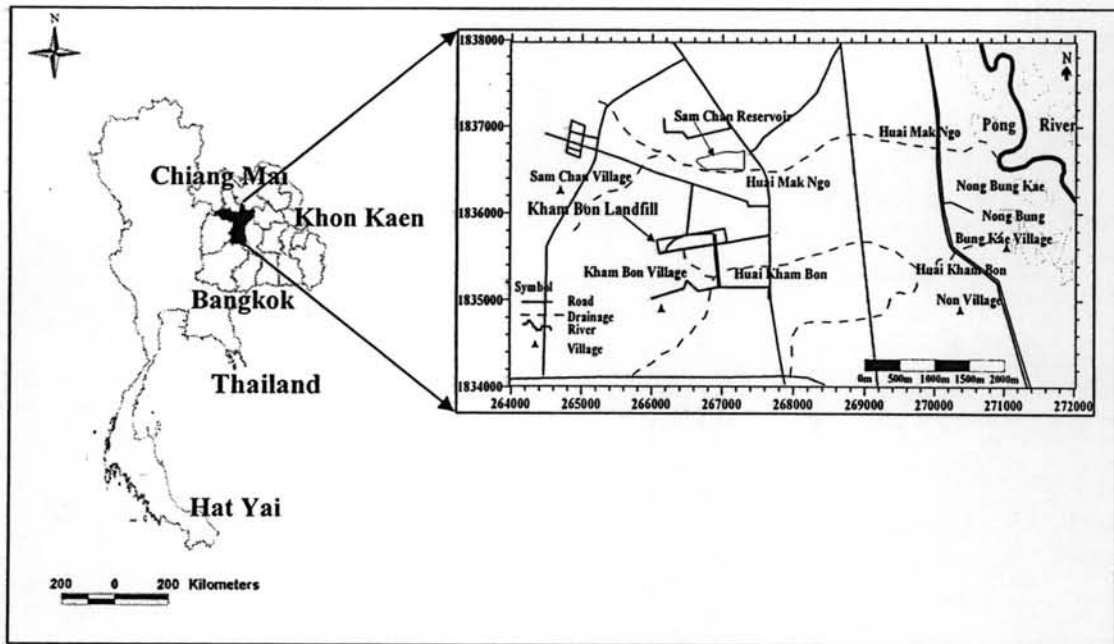 N
Chiang Mai
Khon Kaen
Bangkok
Thailand
Hat Yai
200 0 200 Kilometers
1838000
1837000
1836000
1835000
1834000
N
Sam Chan Reservoir
Huai Mak Ngo
Pong River
Sam Chan Village
Huai Mak Ngo
Nong Bung Kae
Kham Bon Landfill
Nong Bung
Bung Kae Village
Kham Bon Village
Huai Kham Bon
Huai Kham Bon
Non Village
Symbol
Road
Drainage
River
Village
0m 500m 1000m 1500m 2000m
264000 265000 266000 267000 268000 269000 270000 271000 272000